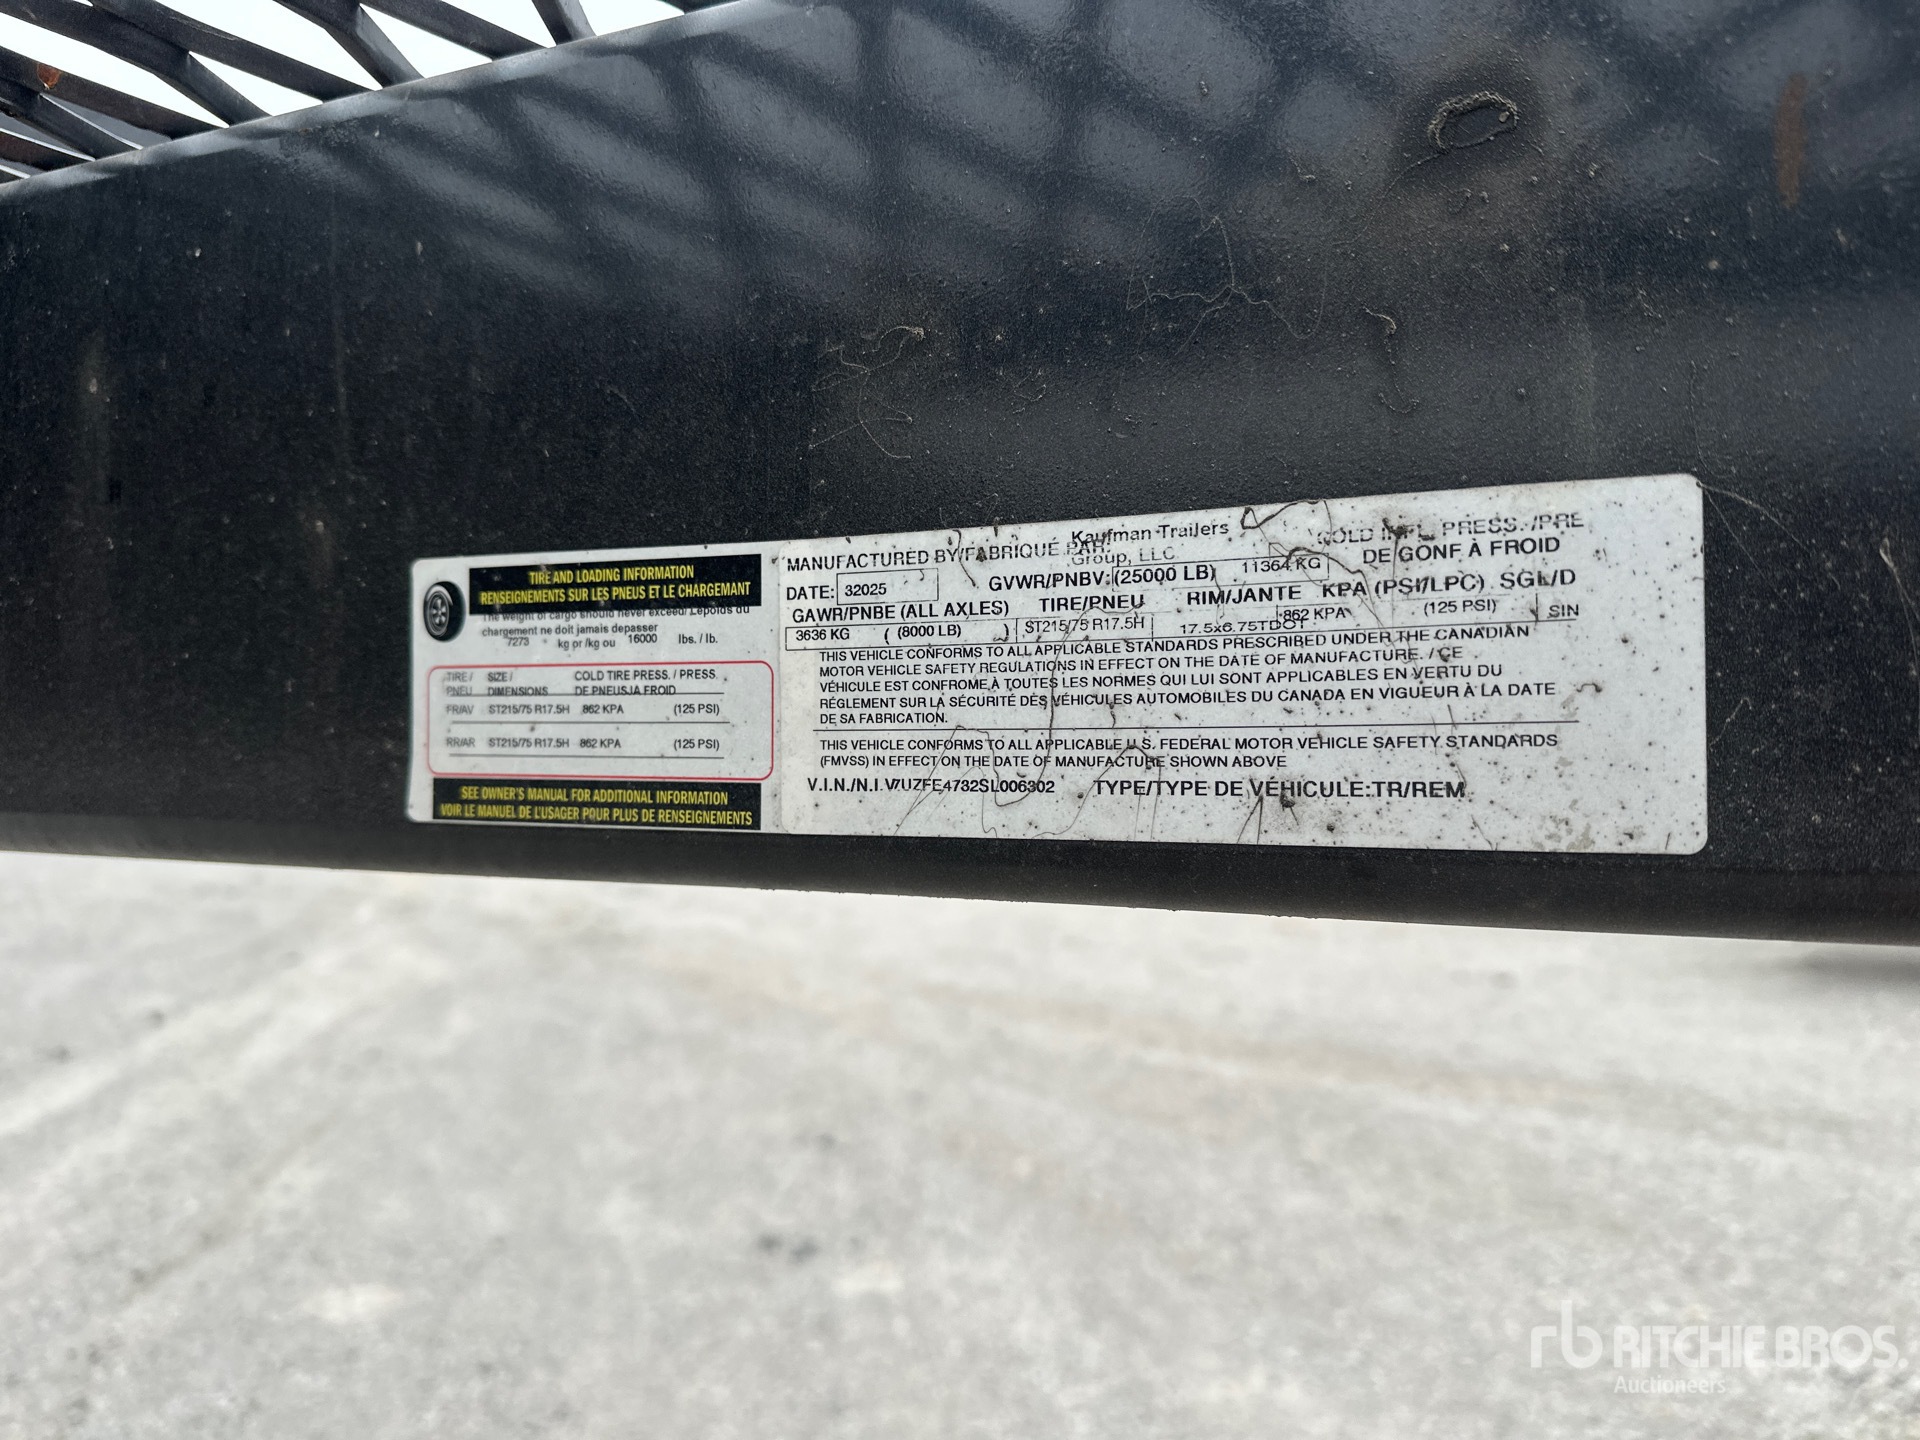 TIRE AND LOADING INFORMATION
RENSEIGNEMENTS SUR LES PNEUS ET LE CHARGEMENT
The weight of cargo should never exceed/Lepoids du
chargement ne doit jamais depasser
7273 kg or /kg ou 16000 lbs. / lb.
TIRE / SIZE / COLD TIRE PRESS. / PRESS.
PNEU DIMENSIONS DE PNEUSJA FROID
FR/AV ST215/75 R17.5H 862 KPA (125 PSI)
RR/AR ST215/75 R17.5H 862 KPA (125 PSI)
SEE OWNER'S MANUAL FOR ADDITIONAL INFORMATION
VOIR LE MANUEL DE L'USAGER POUR PLUS DE RENSEIGNEMENTS
MANUFACTURED BY/FABRIQUÉ PAR: Kaufman Trailers Group, LLC
COLD INFL. PRESS. /PRE
DE GONF À FROID
DATE: 32025 GVWR/PNBV: (25000 LB) 11364 KG
GAWR/PNBE (ALL AXLES) TIRE/PNEU RIM/JANTE KPA (PSI/LPC) SGL/D
3636 KG ( (8000 LB) ) ST215/75 R17.5H 17.5x6.75TDOT 862 KPA (125 PSI) SIN
THIS VEHICLE CONFORMS TO ALL APPLICABLE STANDARDS PRESCRIBED UNDER THE CANADIAN
MOTOR VEHICLE SAFETY REGULATIONS IN EFFECT ON THE DATE OF MANUFACTURE. / CE
VÉHICULE EST CONFROME À TOUTES LES NORMES QUI LUI SONT APPLICABLES EN VERTU DU
RÉGLEMENT SUR LA SÉCURITÉ DES VÉHICULES AUTOMOBILES DU CANADA EN VIGUEUR À LA DATE
DE SA FABRICATION.
THIS VEHICLE CONFORMS TO ALL APPLICABLE U.S. FEDERAL MOTOR VEHICLE SAFETY STANDARDS
(FMVSS) IN EFFECT ON THE DATE OF MANUFACTURE SHOWN ABOVE
V.I.N./N.I.V 7UZFE4732SL006302 TYPE/TYPE DE VÉHICULE:TR/REM
rb RITCHIE BROS.
Auctioneers